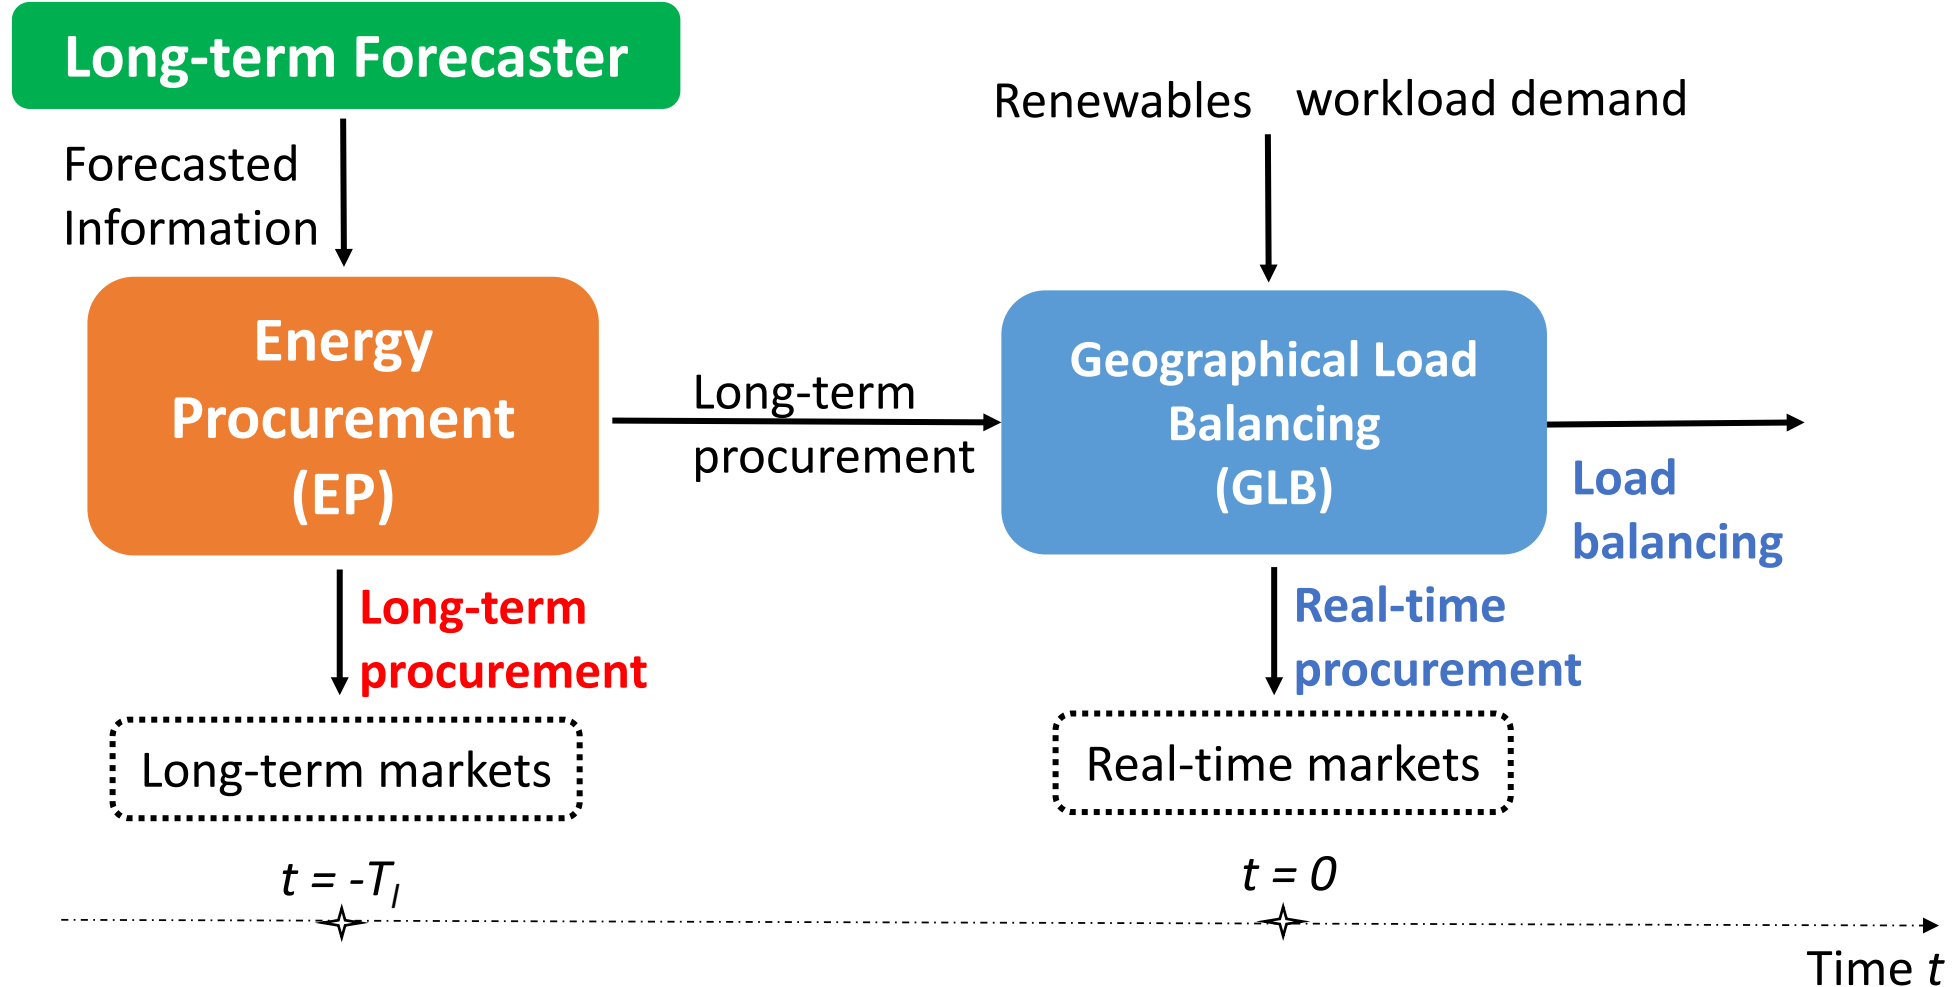 Long-term Forecaster
Renewables
workload demand
Forecasted
Information
Energy
Procurement
(EP)
Long-term
procurement
Geographical Load
Balancing
(GLB)
Load
balancing
Long-term
procurement
Real-time
procurement
Long-term markets
Real-time markets
t = -T_l
t = 0
Time t